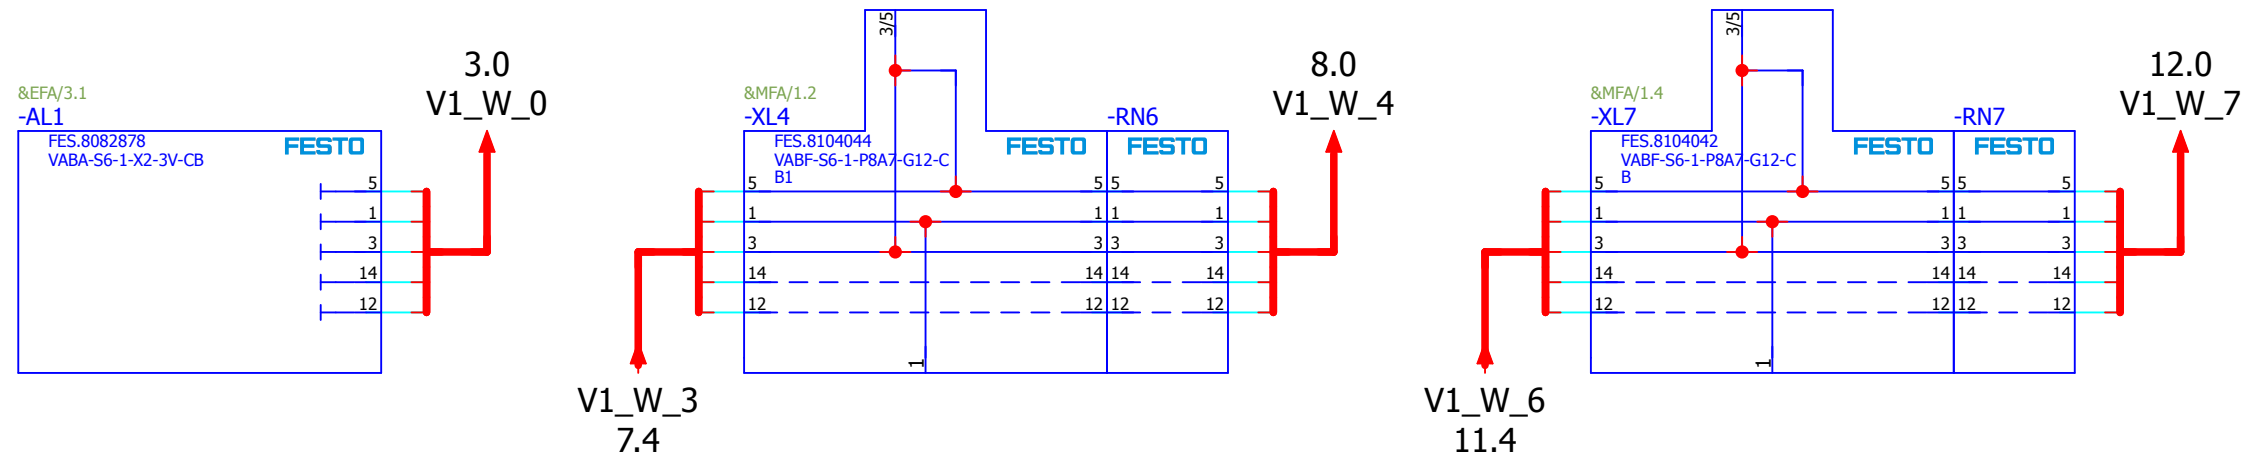 3/5
3/5
3.0
8.0
12.0
&EFA/3.1
V1_W_0
&MFA/1.2
V1_W_4
&MFA/1.4
V1_W_7
-AL1
-XL4
-RN6
-XL7
-RN7
FES.8082878
VABA-S6-1-X2-3V-CB
FESTO
FES.8104044
VABF-S6-1-P8A7-G12-C
B1
FESTO
FESTO
FES.8104042
VABF-S6-1-P8A7-G12-C
B
FESTO
FESTO
5 5 5 5 5 5 5 5 5
1 1 1 1 1 1 1 1 1
3 3 3 3 3 3 3 3 3
14 14 14 14 14 14 14 14 14
12 12 12 12 12 12 12 12 12
1
1
V1_W_3
7.4
V1_W_6
11.4